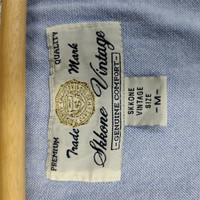 PREMIUM QUALITY
Trade Mark
Skkone Vintage
GENUINE COMFORT
SKKONE
VINTAGE
SIZE
-M-